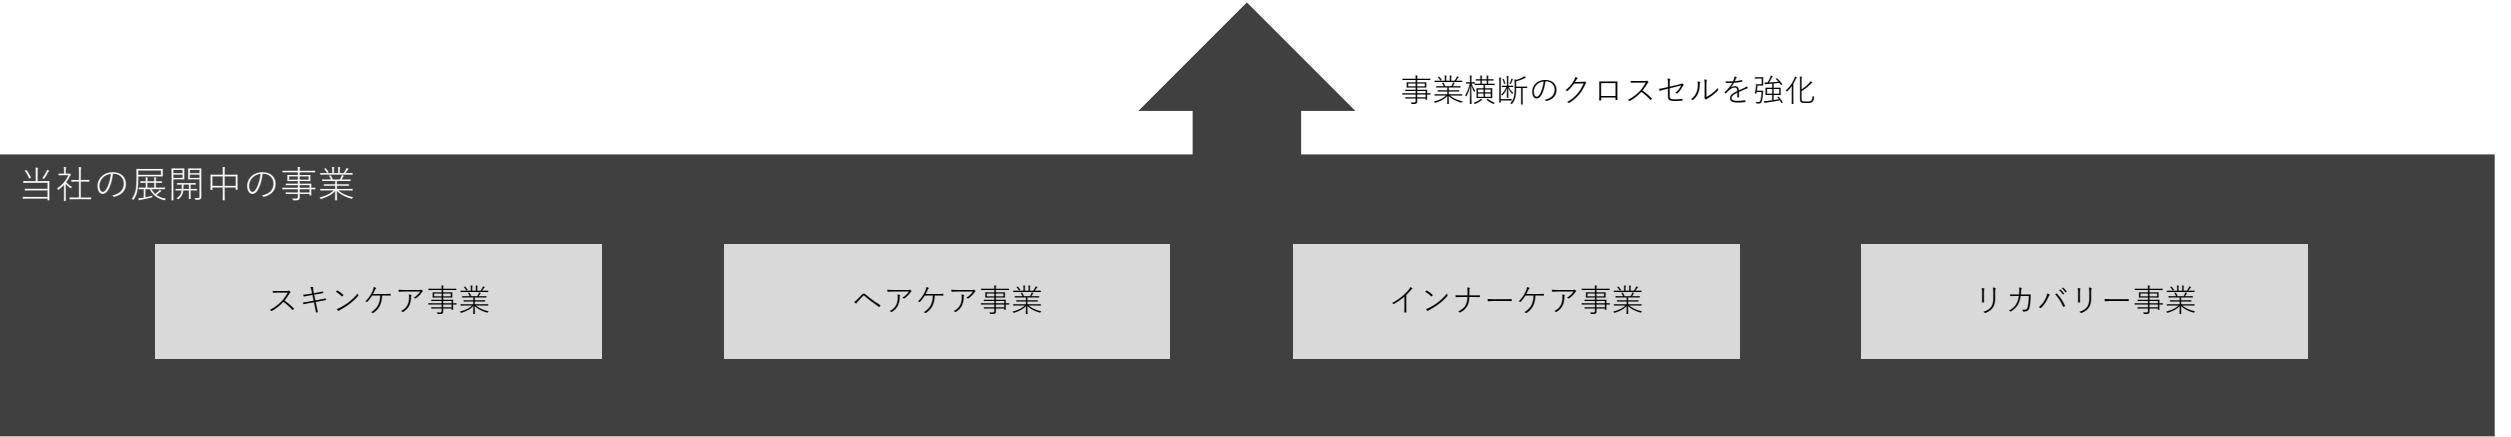 事業横断のクロスセルを強化
当社の展開中の事業
スキンケア事業
ヘアケア事業
インナーケア事業
リカバリー事業